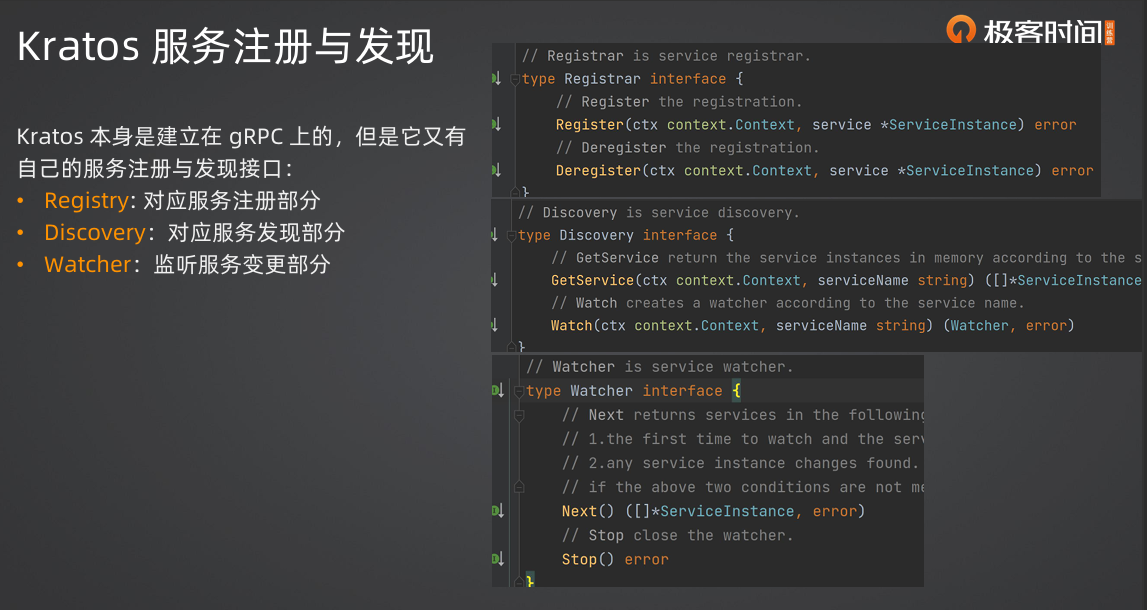 Kratos 服务注册与发现
极客时间
训练营
Kratos 本身是建立在 gRPC 上的，但是它又有
自己的服务注册与发现接口：
• Registry: 对应服务注册部分
• Discovery：对应服务发现部分
• Watcher：监听服务变更部分
// Registrar is service registrar.
type Registrar interface {
// Register the registration.
Register(ctx context.Context, service *ServiceInstance) error
// Deregister the registration.
Deregister(ctx context.Context, service *ServiceInstance) error
}
// Discovery is service discovery.
type Discovery interface {
// GetService return the service instances in memory according to the s
GetService(ctx context.Context, serviceName string) ([]*ServiceInstance
// Watch creates a watcher according to the service name.
Watch(ctx context.Context, serviceName string) (Watcher, error)
}
// Watcher is service watcher.
type Watcher interface {
// Next returns services in the following
// 1.the first time to watch and the serv
// 2.any service instance changes found.
// if the above two conditions are not me
Next() ([]*ServiceInstance, error)
// Stop close the watcher.
Stop() error
}